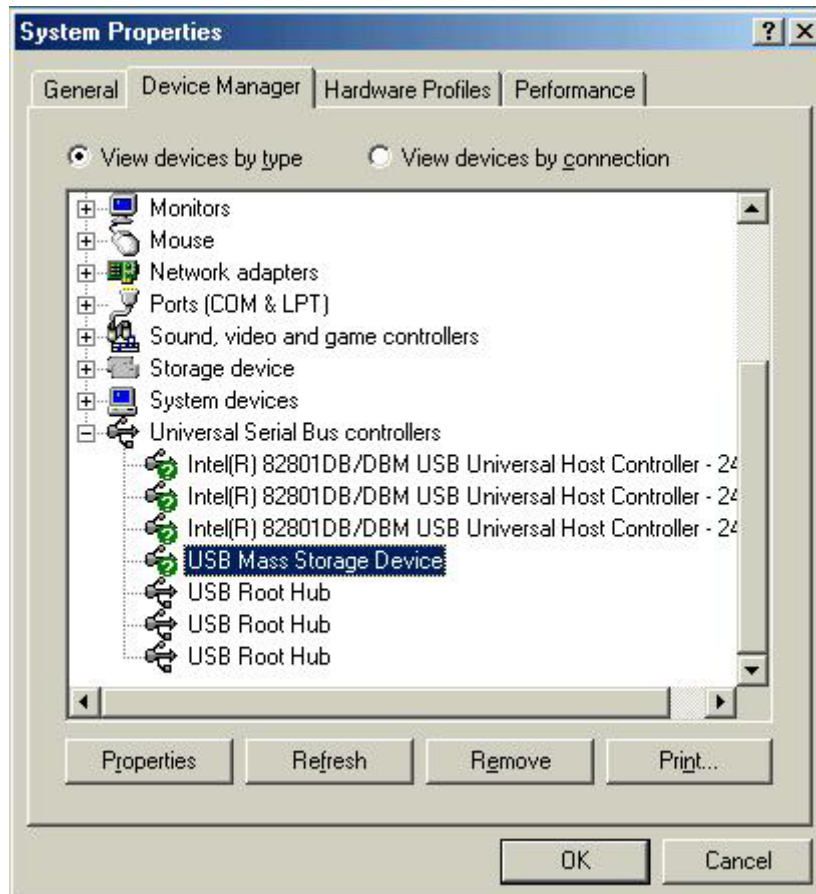 System Properties
General Device Manager Hardware Profiles Performance
View devices by type View devices by connection
Monitors
Mouse
Network adapters
Ports (COM & LPT)
Sound, video and game controllers
Storage device
System devices
Universal Serial Bus controllers
Intel(R) 82801DB/DBM USB Universal Host Controller - 24
Intel(R) 82801DB/DBM USB Universal Host Controller - 24
Intel(R) 82801DB/DBM USB Universal Host Controller - 24
USB Mass Storage Device
USB Root Hub
USB Root Hub
USB Root Hub
Properties Refresh Remove Print...
OK Cancel